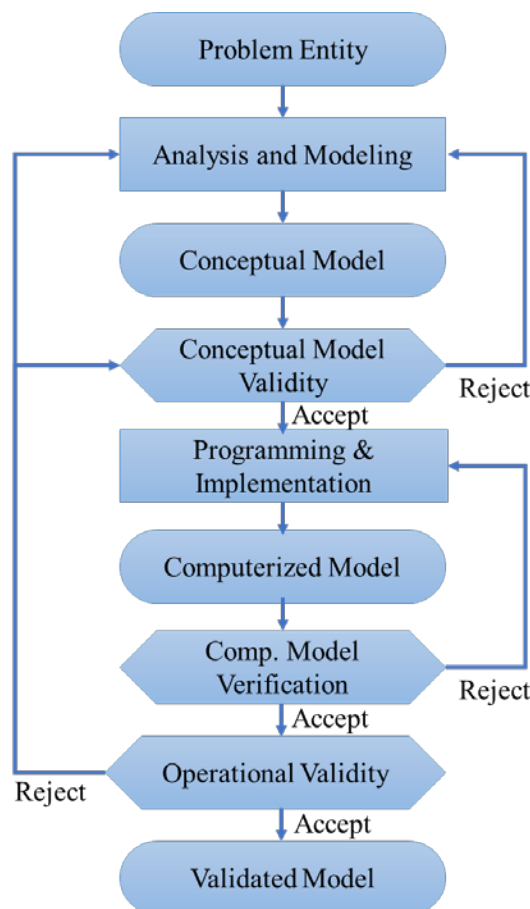 Problem Entity
Analysis and Modeling
Conceptual Model
Conceptual Model
Validity
Reject
Accept
Programming &
Implementation
Computerized Model
Comp. Model
Verification
Reject
Accept
Operational Validity
Reject
Accept
Validated Model